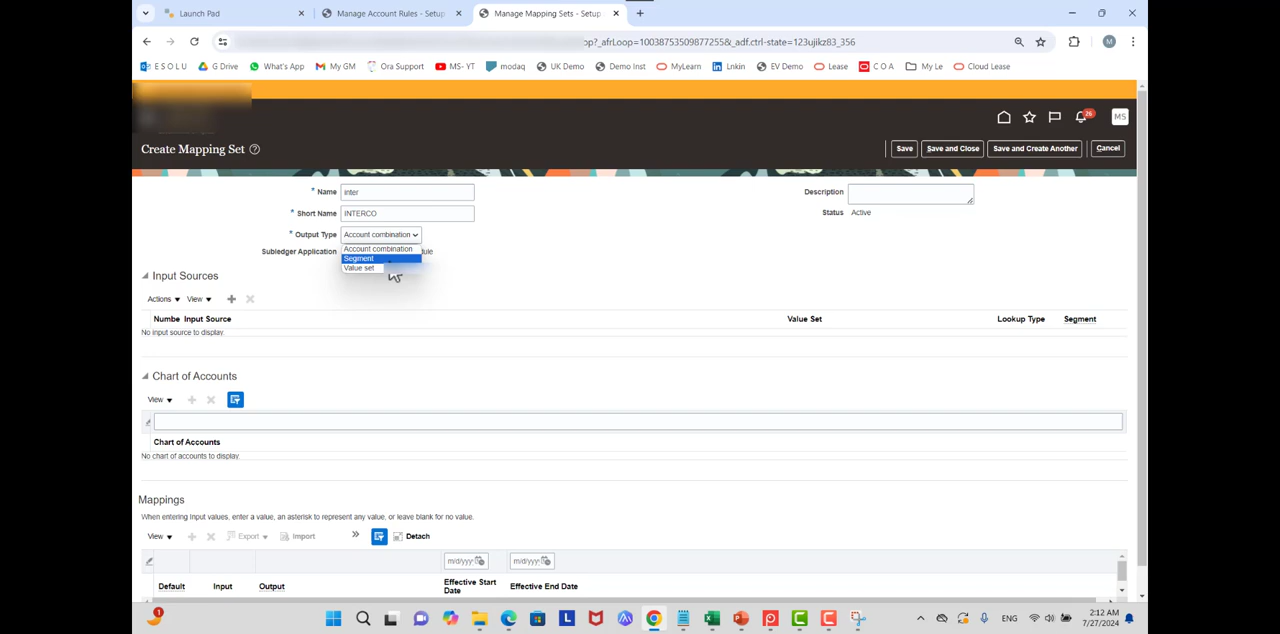 Launch Pad
Manage Account Rules - Setup
Manage Mapping Sets - Setup
op?_afrLoop=10038753509877255&_adf.ctrl-state=123ujikz83_356
E S O L U
G Drive
What's App
My GM
Ora Support
MS- YT
modaq
UK Demo
Demo Inst
MyLearn
Lnkin
EV Demo
Lease
C O A
My Le
Cloud Lease
26
MS
Create Mapping Set
Save
Save and Close
Save and Create Another
Cancel
* Name inter
Description
* Short Name INTERCO
Status Active
* Output Type Account combination
Account combination
Subledger Application
Segment
Value set
Input Sources
Actions View
Numbe Input Source Value Set Lookup Type Segment
No input source to display.
Chart of Accounts
View
Chart of Accounts
No chart of accounts to display.
Mappings
When entering Input values, enter a value, an asterisk to represent any value, or leave blank for no value.
View Export Import » Detach
m/d/yyy m/d/yyy
Default Input Output Effective Start Date Effective End Date
1
ENG
2:12 AM
7/27/2024